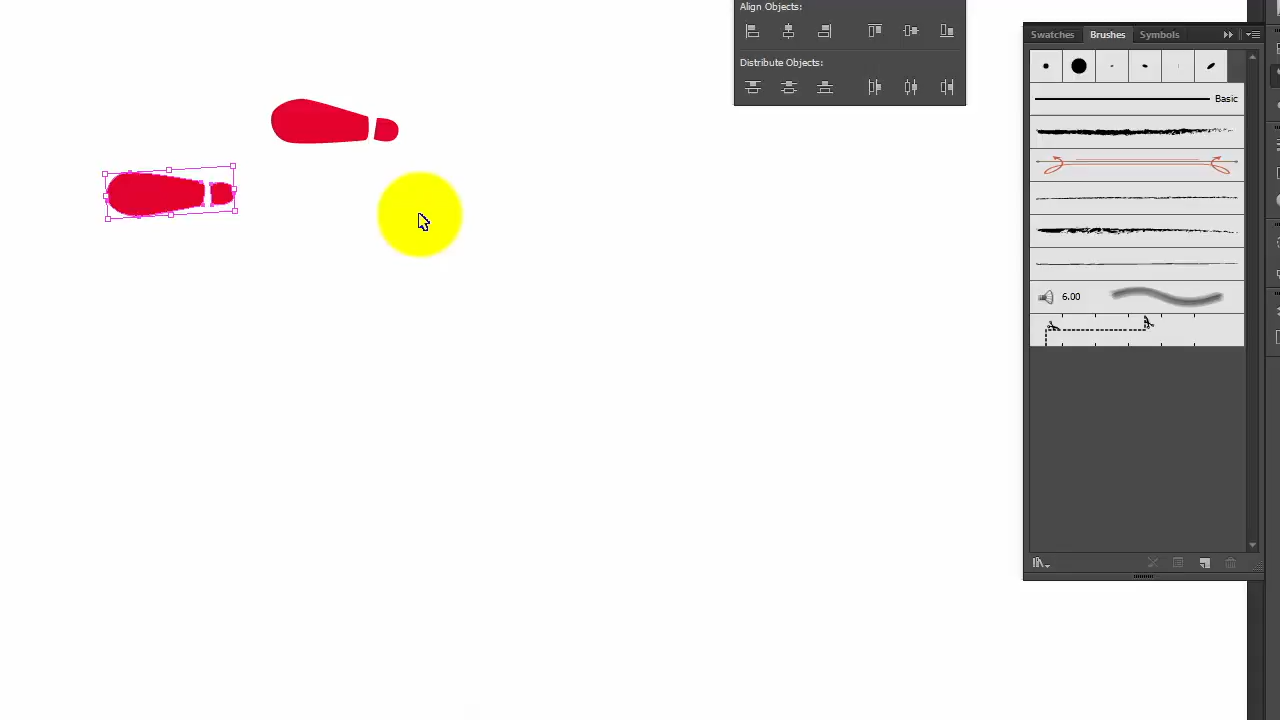 Align Objects:
Distribute Objects:
Swatches Brushes Symbols
Basic
6.00